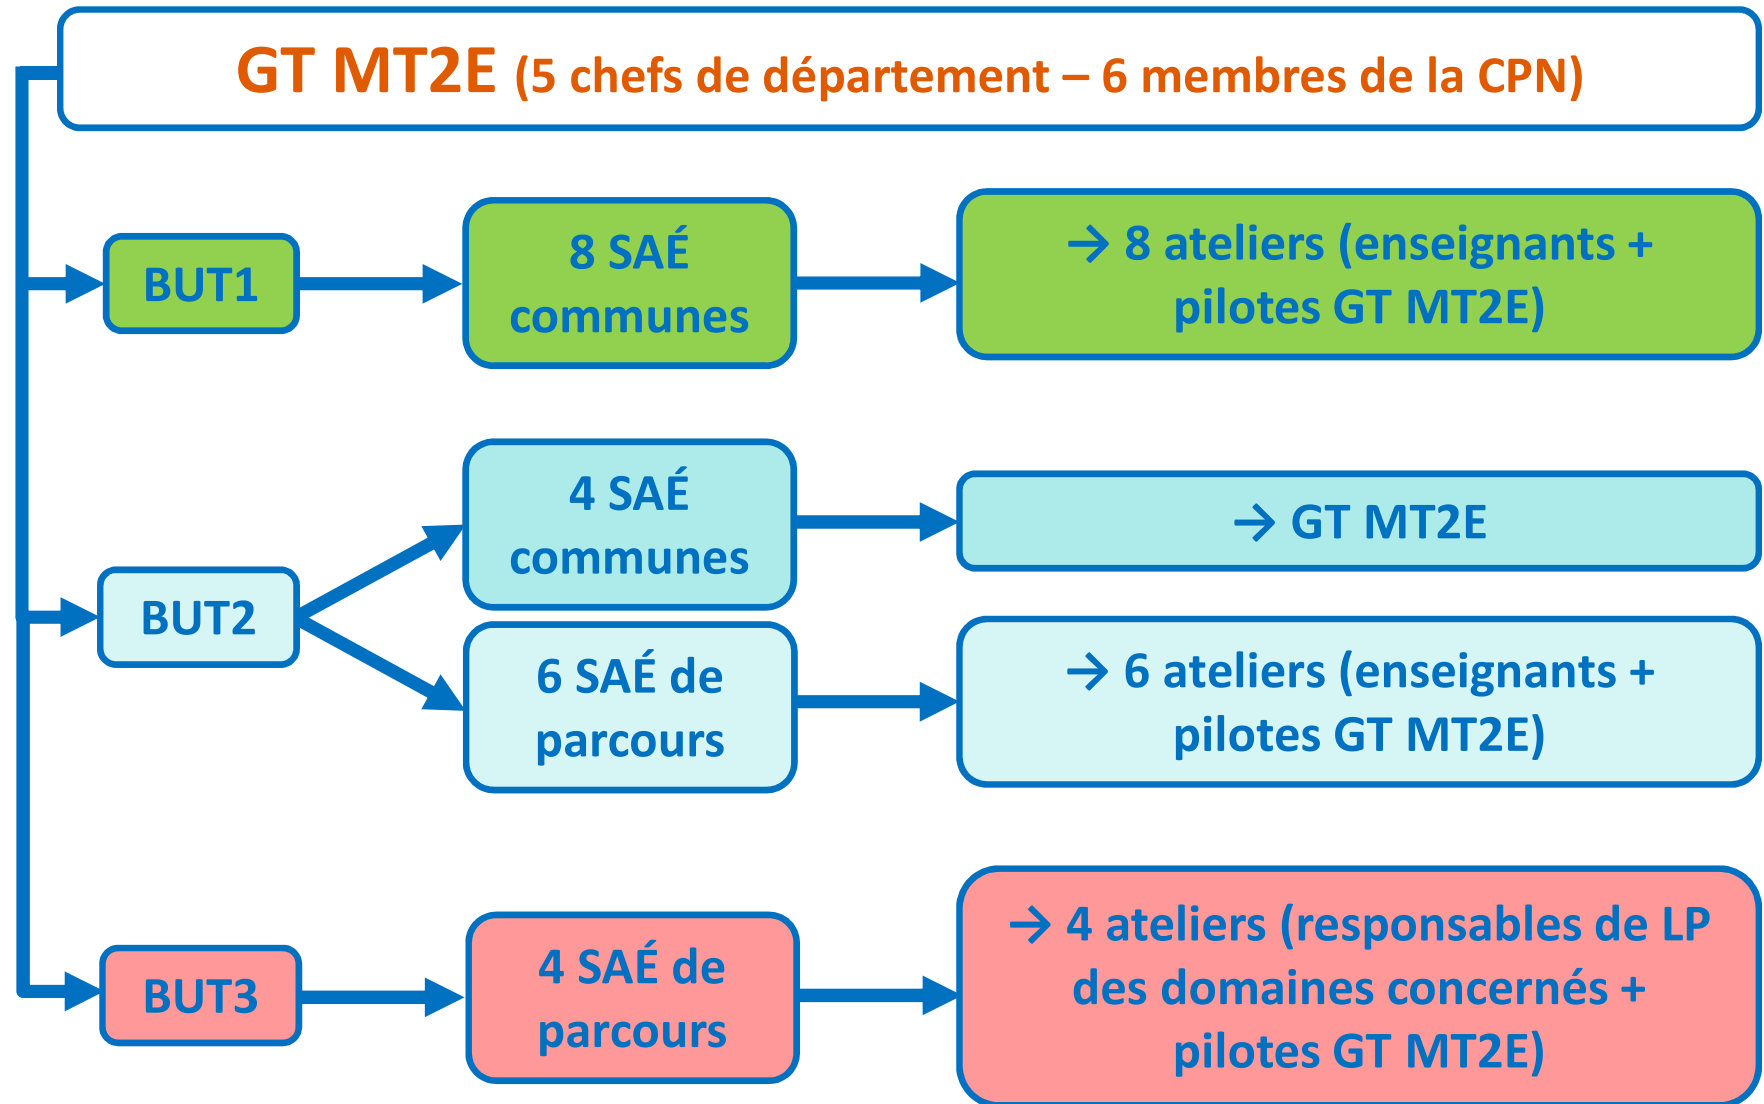 GT MT2E (5 chefs de département – 6 membres de la CPN)
BUT1
8 SAÉ
communes
→ 8 ateliers (enseignants +
pilotes GT MT2E)
BUT2
4 SAÉ
communes
→ GT MT2E
6 SAÉ de
parcours
→ 6 ateliers (enseignants +
pilotes GT MT2E)
BUT3
4 SAÉ de
parcours
→ 4 ateliers (responsables de LP
des domaines concernés +
pilotes GT MT2E)